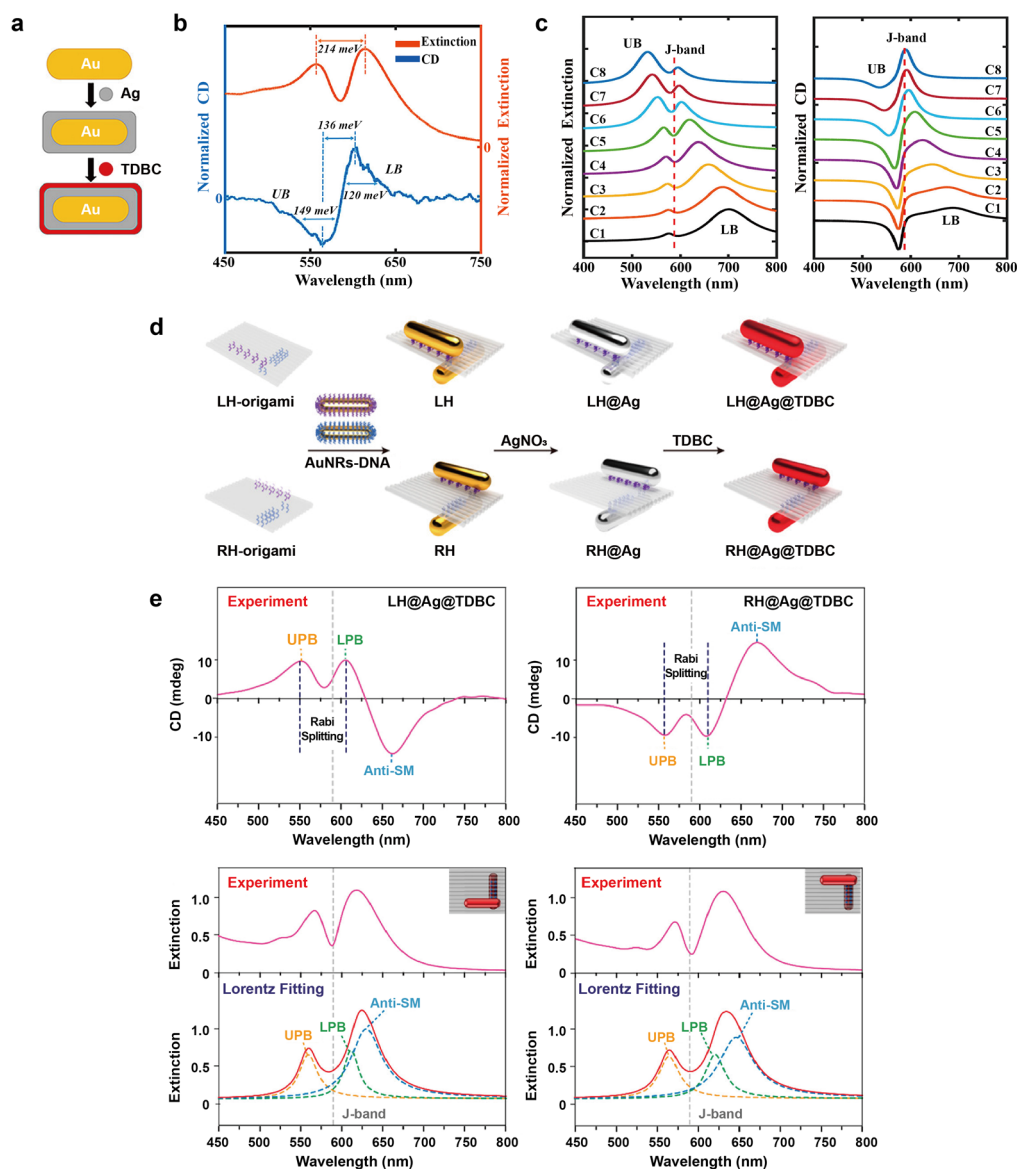 a
Au
Ag
Au
TDBC
Au
b
Extinction
CD
214 meV
136 meV
UB
LB
149 meV
120 meV
Normalized CD
0
Normalized Extinction
0
450 550 650 750
Wavelength (nm)
c
UB J-band
C8
C7
C6
C5
C4
C3
C2
C1
LB
Normalized Extinction
400 500 600 700 800
Wavelength (nm)
J-band
UB
C8
C7
C6
C5
C4
C3
C2
C1
LB
Normalized CD
400 500 600 700 800
Wavelength (nm)
d
LH-origami
LH
LH@Ag
LH@Ag@TDBC
AuNRs-DNA
AgNO₃
TDBC
RH-origami
RH
RH@Ag
RH@Ag@TDBC
e
Experiment
LH@Ag@TDBC
UPB
LPB
Rabi
Splitting
Anti-SM
CD (mdeg)
10
0
-10
450 500 550 600 650 700 750 800
Wavelength (nm)
Experiment
RH@Ag@TDBC
Anti-SM
Rabi
Splitting
UPB
LPB
CD (mdeg)
10
0
-10
450 500 550 600 650 700 750 800
Wavelength (nm)
Experiment
Extinction
1.0
0.5
0
Lorentz Fitting
Anti-SM
UPB
LPB
Extinction
1.0
0.5
0
J-band
450 500 550 600 650 700 750 800
Wavelength (nm)
Experiment
Extinction
1.0
0.5
0
Lorentz Fitting
Anti-SM
UPB
LPB
Extinction
1.0
0.5
0
J-band
450 500 550 600 650 700 750 800
Wavelength (nm)